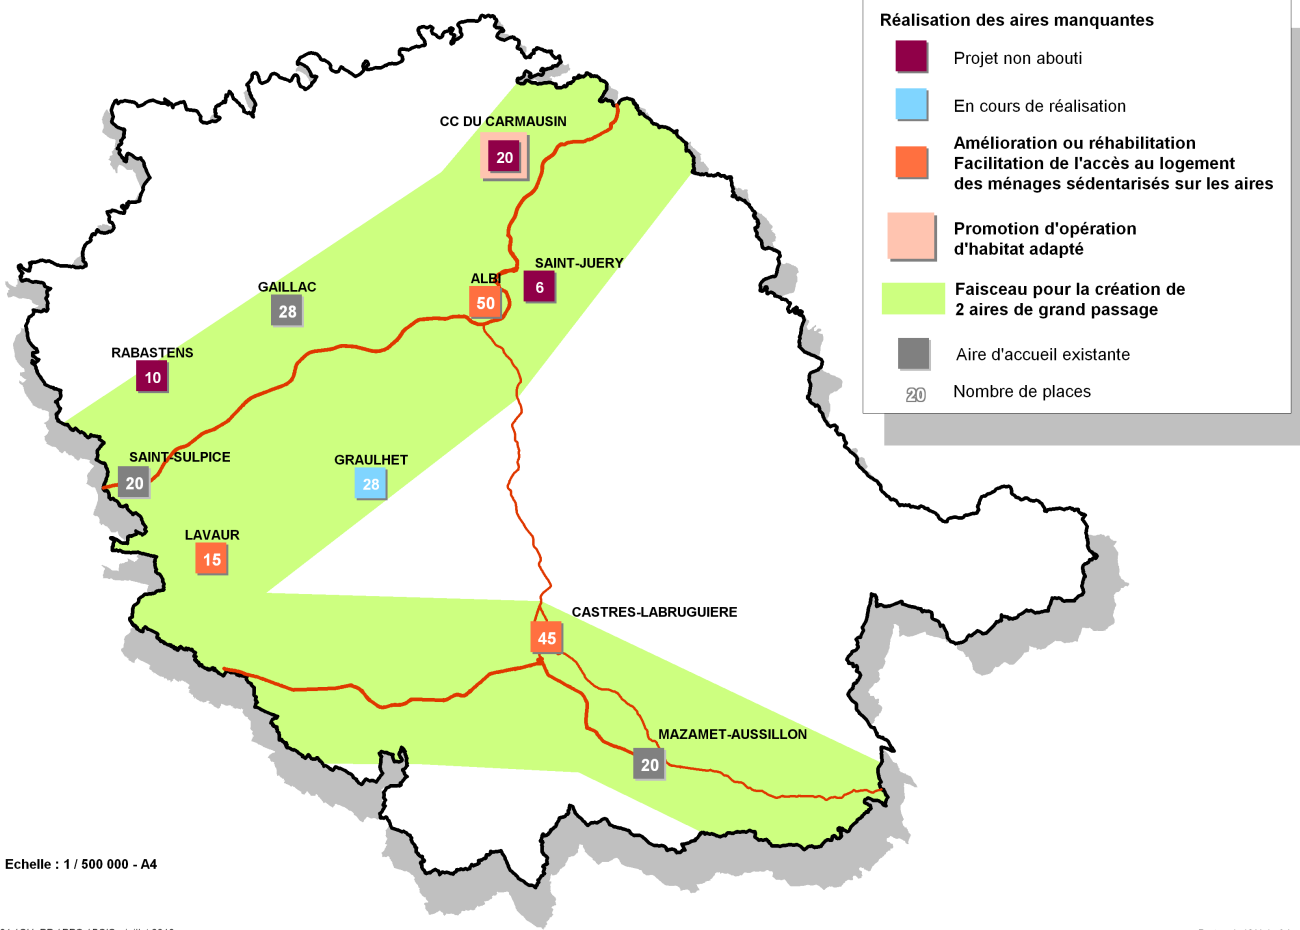 Réalisation des aires manquantes
Projet non abouti
En cours de réalisation
Amélioration ou réhabilitation
Facilitation de l'accès au logement
des ménages sédentarisés sur les aires
Promotion d'opération
d'habitat adapté
Faisceau pour la création de
2 aires de grand passage
Aire d'accueil existante
20 Nombre de places
CC DU CARMAUSIN
20
SAINT-JUERY
6
ALBI
50
GAILLAC
28
RABASTENS
10
SAINT-SULPICE
20
GRAULHET
28
LAVAUR
15
CASTRES-LABRUGUIERE
45
MAZAMET-AUSSILLON
20
Echelle : 1 / 500 000 - A4